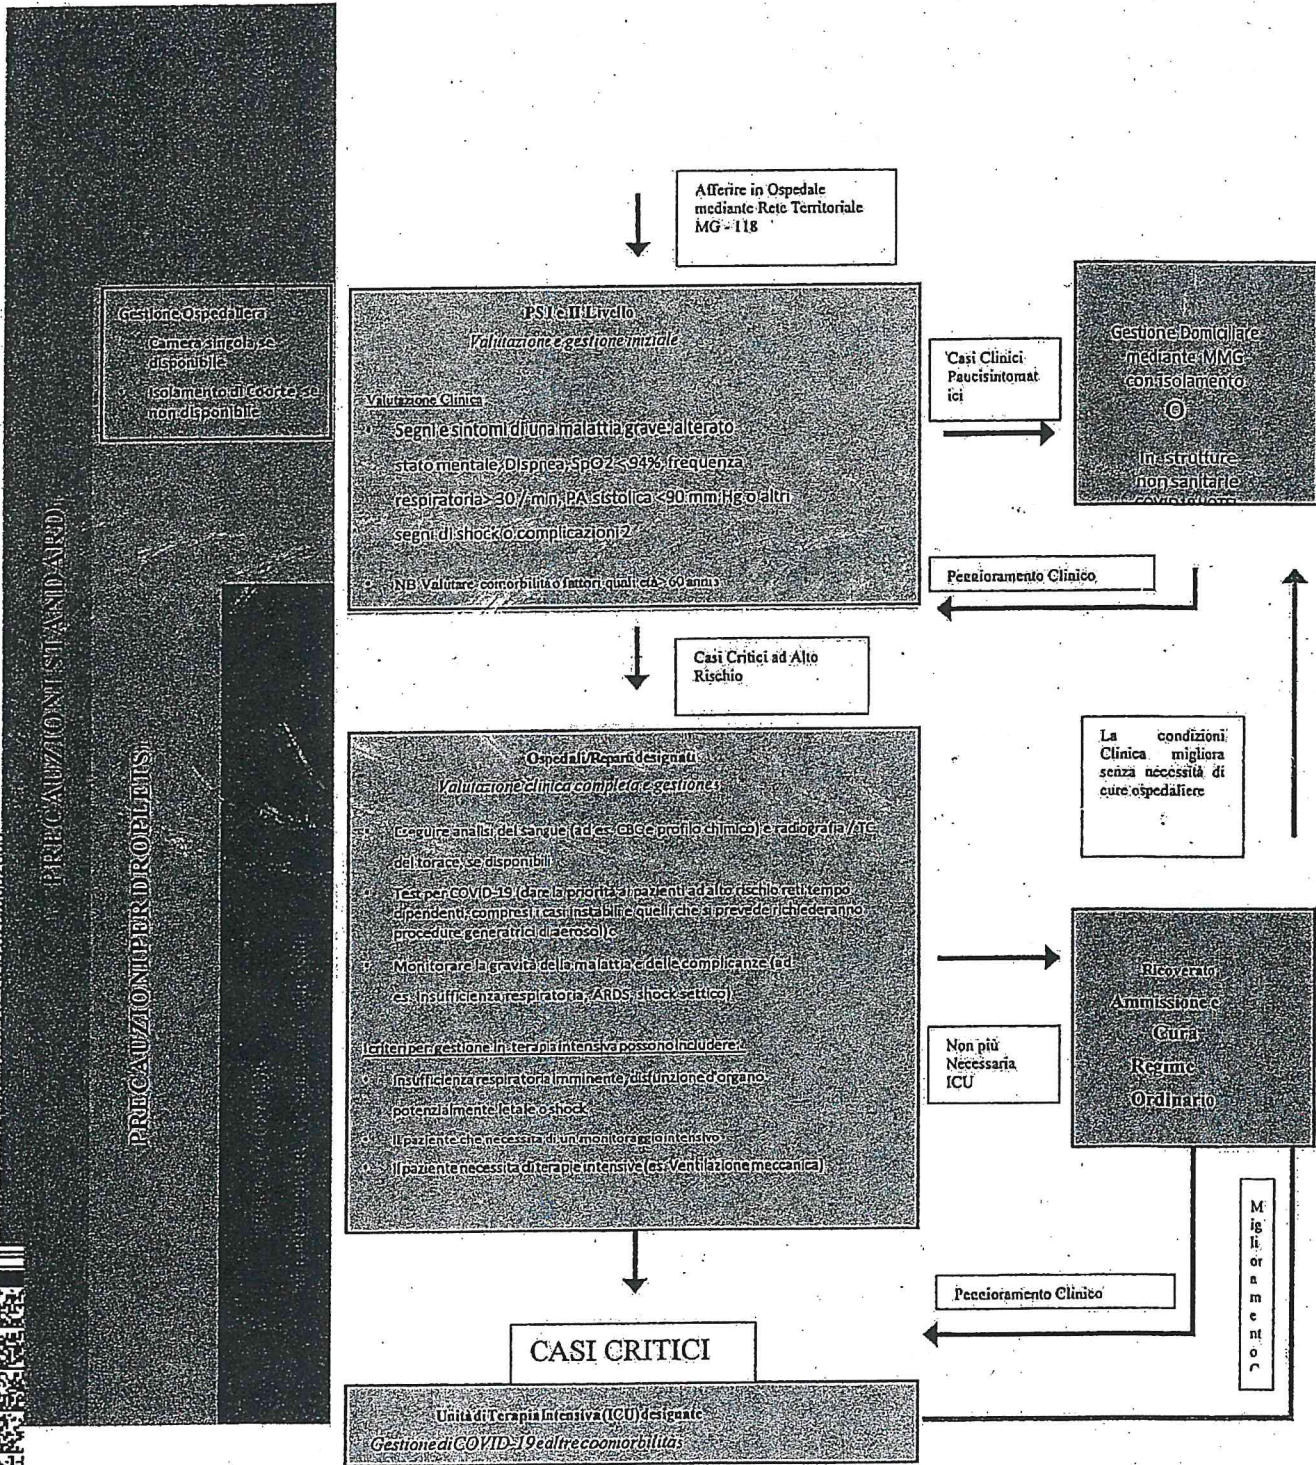 Afferire in Ospedale
mediante Rete Territoriale
MG - 118
Gestione Ospedaliera
Camera singola, se
disponibile
Isolamento di Coorte, se
non disponibile
PRECAUZIONI STANDARD
PRECAUZIONI PER DROPLETS
PS I e II Livello
Valutazione e gestione iniziale
Valutazione Clinica
• Segni e sintomi di una malattia grave: alterato
• stato mentale, Dispnea, SpO2 < 94%, frequenza
respiratoria > 30 / min, PA sistolica <90 mm Hg o altri
segni di shock o complicazioni 2
• NB Valutare comorbilità o fattori quali età > 60 anni
Casi Clinici
Paucisintomat
ici
Gestione Domiciliare
mediante MMG
con isolamento
O
In strutture
non sanitarie
Peggioramento Clinico
Casi Critici ad Alto
Rischio
Ospedali/Reparti designati
Valutazione clinica completa e gestiones
• Eseguire analisi del sangue (ad es. CBC e profilo chimico) e radiografia / TC
del torace, se disponibili
• Test per COVID-19 (dare la priorità ai pazienti ad alto rischio reti tempo
dipendenti, compresi i casi instabili e quelli che si prevede richiederanno
procedure generatrici di aerosol) c
• Monitorare la gravità della malattia e delle complicanze (ad
es. Insufficienza respiratoria, ARDS, shock settico)
I criteri per gestione in terapia intensiva possono includere:
• Insufficienza respiratoria imminente, disfunzione d'organo
potenzialmente letale o shock
• Il paziente che necessita di un monitoraggio intensivo
• Il paziente necessita di terapie intensive (es. Ventilazione meccanica)
La condizioni
Clinica migliora
senza necessità di
cure ospedaliere
Non più
Necessaria
ICU
Ricoverato
Ammissione e
Cura
Regime
Ordinario
Peggioramento Clinico
M
ig
li
or
a
m
e
nt
o
CASI CRITICI
Unità di Terapia Intensiva (ICU) designate
Gestione di COVID-19 e altre coomorbilitàs